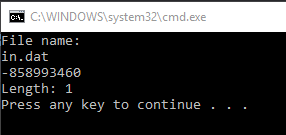 C:\WINDOWS\system32\cmd.exe
File name:
in.dat
-858993460
Length: 1
Press any key to continue . . .